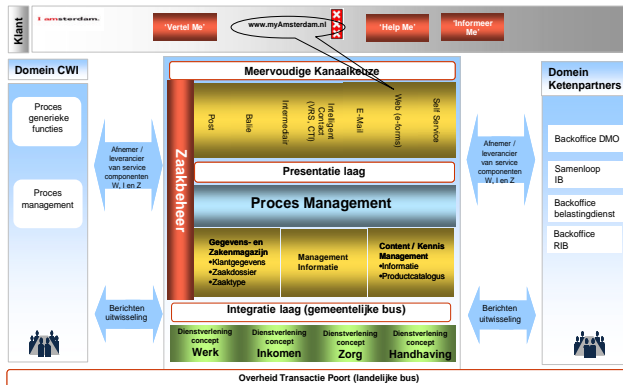 Klant
I amsterdam.
'Vertel Me'
www.myAmsterdam.nl
'Help Me'
'Informeer
Me'
Domein CWI
Proces
generieke
functies
Proces
management
Afnemer /
leverancier
van service
componenten
W, I en Z
Berichten
uitwisseling
Meervoudige Kanaalkeuze
Zaakbeheer
Post
Balie
Intermediair
Intelligent
Contact
(VRS, CTI)
E-Mail
Web (e-forms)
Self Service
Presentatie laag
Proces Management
Gegevens- en
Zakenmagazijn
•Klantgegevens
•Zaakdossier
•Zaaktype
Management
Informatie
Content / Kennis
Management
•Informatie
•Productcatalogus
Integratie laag (gemeentelijke bus)
Dienstverlening
concept
Werk
Dienstverlening
concept
Inkomen
Dienstverlening
concept
Zorg
Dienstverlening
concept
Handhaving
Afnemer /
leverancier
van service
componenten
W, I en Z
Berichten
uitwisseling
Domein
Ketenpartners
Backoffice DMO
Samenloop
IB
Backoffice
belastingdienst
Backoffice
RIB
Overheid Transactie Poort (landelijke bus)